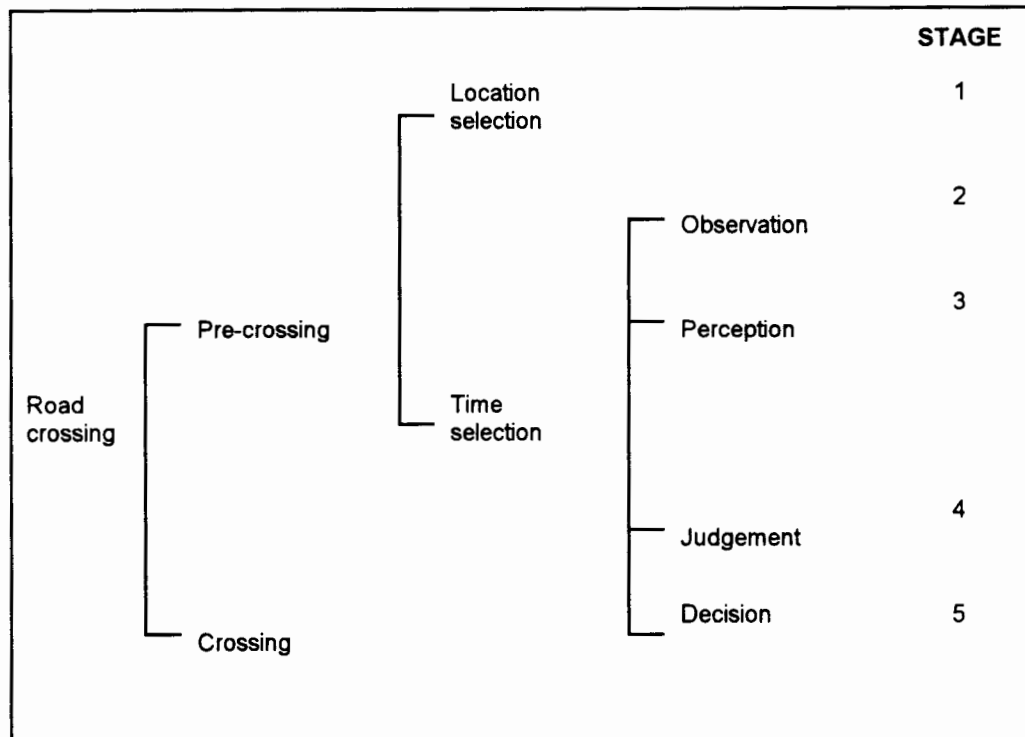 STAGE
Location
selection
1
2
Observation
3
Pre-crossing
Perception
Road
crossing
Time
selection
4
Judgement
Decision
5
Crossing